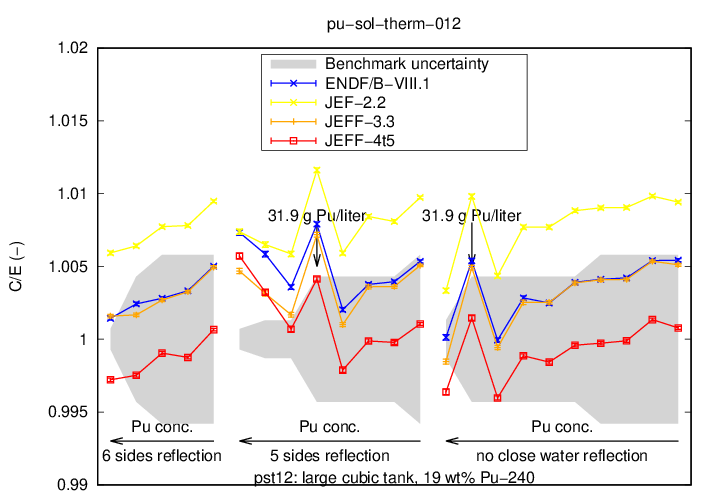 pu-sol-therm-012
1.02
1.015
1.01
1.005
1
0.995
0.99
C/E (−)
Benchmark uncertainty
ENDF/B−VIII.1
JEF−2.2
JEFF−3.3
JEFF−4t5
31.9 g Pu/liter
31.9 g Pu/liter
Pu conc.
Pu conc.
Pu conc.
6 sides reflection
5 sides reflection
no close water reflection
pst12: large cubic tank, 19 wt% Pu−240